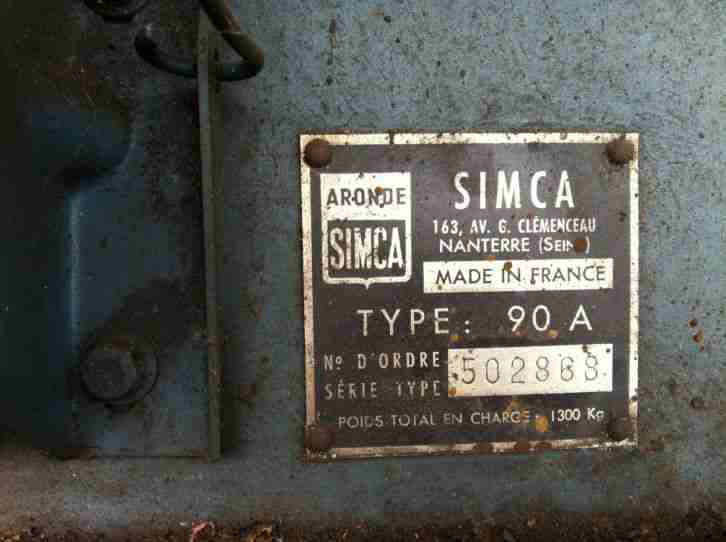 ARONDE
SIMCA
SIMCA
163, AV. G. CLÉMENCEAU
NANTERRE (SEINE)
MADE IN FRANCE
TYPE: 90 A
Nº D'ORDRE
SÉRIE TYPE
502868
POIDS TOTAL EN CHARGE: 1300 Kg